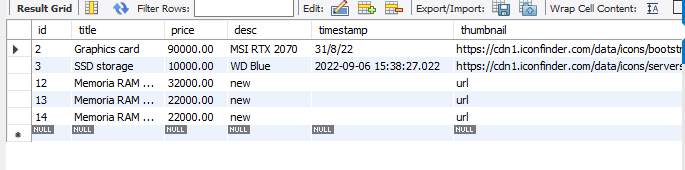 Result Grid Filter Rows: Edit: Export/Import: Wrap Cell Content: IA
id title price desc timestamp thumbnail
2 Graphics card 90000.00 MSI RTX 2070 31/8/22 https://cdn1.iconfinder.com/data/icons/bootstr
3 SSD storage 10000.00 WD Blue 2022-09-06 15:38:27.022 https://cdn1.iconfinder.com/data/icons/servers
12 Memoria RAM ... 32000.00 new url
13 Memoria RAM ... 22000.00 new url
14 Memoria RAM ... 22000.00 new url
NULL NULL NULL NULL NULL NULL